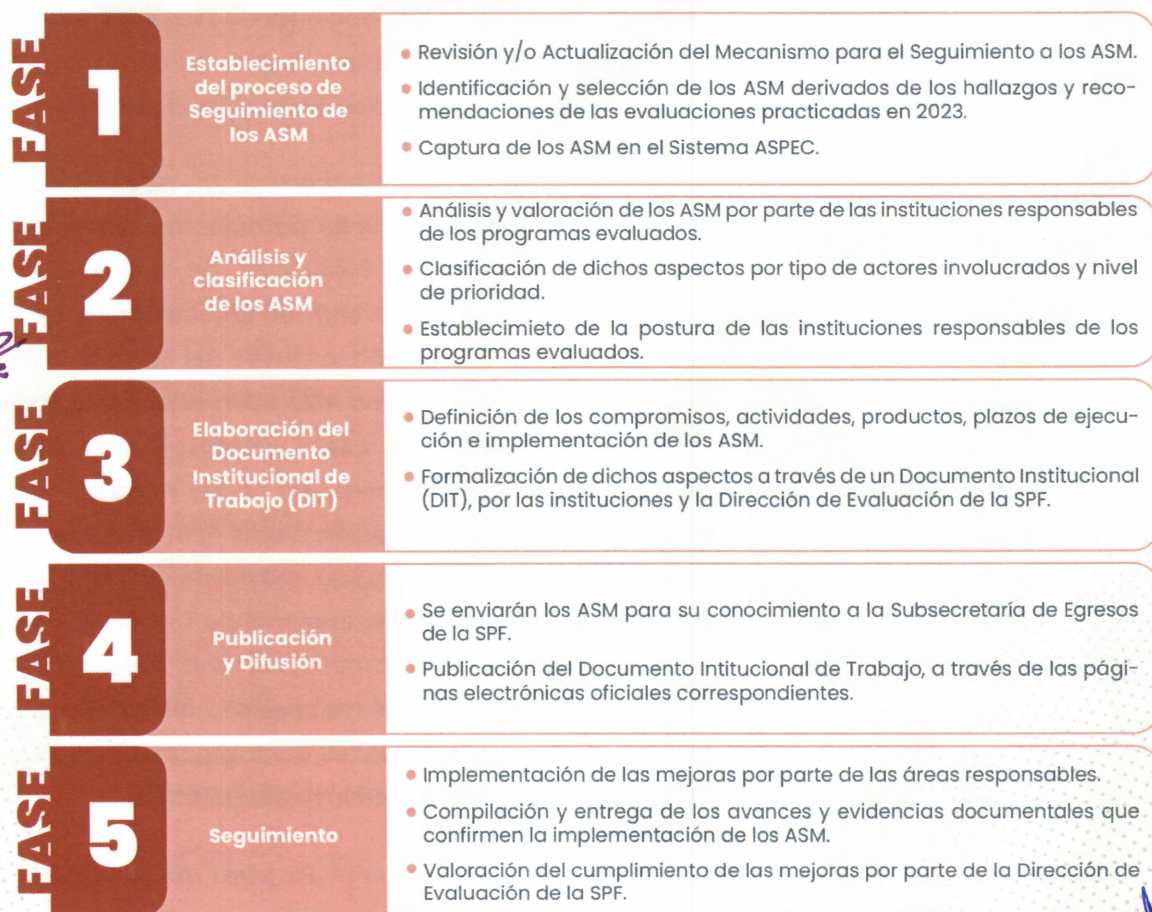 FASE
1
Establecimiento
del proceso de
Seguimiento de
los ASM
• Revisión y/o Actualización del Mecanismo para el Seguimiento a los ASM.
• Identificación y selección de los ASM derivados de los hallazgos y reco-
mendaciones de las evaluaciones practicadas en 2023.
• Captura de los ASM en el Sistema ASPEC.
FASE
2
Análisis y
clasificación
de los ASM
• Análisis y valoración de los ASM por parte de las instituciones responsables
de los programas evaluados.
• Clasificación de dichos aspectos por tipo de actores involucrados y nivel
de prioridad.
• Establecimieto de la postura de las instituciones responsables de los
programas evaluados.
FASE
3
Elaboración del
Documento
Institucional de
Trabajo (DIT)
• Definición de los compromisos, actividades, productos, plazos de ejecu-
ción e implementación de los ASM.
• Formalización de dichos aspectos a través de un Documento Institucional
(DIT), por las instituciones y la Dirección de Evaluación de la SPF.
FASE
4
Publicación
y Difusión
• Se enviarán los ASM para su conocimiento a la Subsecretaría de Egresos
de la SPF.
• Publicación del Documento Intitucional de Trabajo, a través de las pági-
nas electrónicas oficiales correspondientes.
FASE
5
Seguimiento
• Implementación de las mejoras por parte de las áreas responsables.
• Compilación y entrega de los avances y evidencias documentales que
confirmen la implementación de los ASM.
• Valoración del cumplimiento de las mejoras por parte de la Dirección de
Evaluación de la SPF.